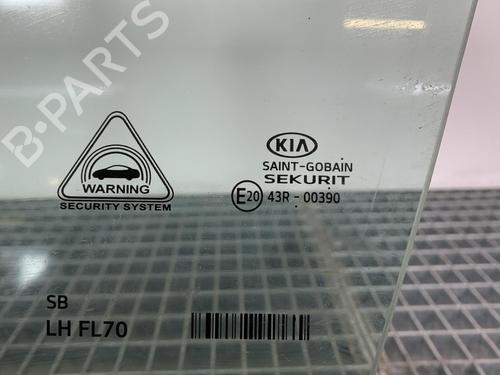 B-PARTS
WARNING
SECURITY SYSTEM
KIA
SAINT-GOBAIN
SEKURIT
E20 43R - 00390
SB
LH FL70